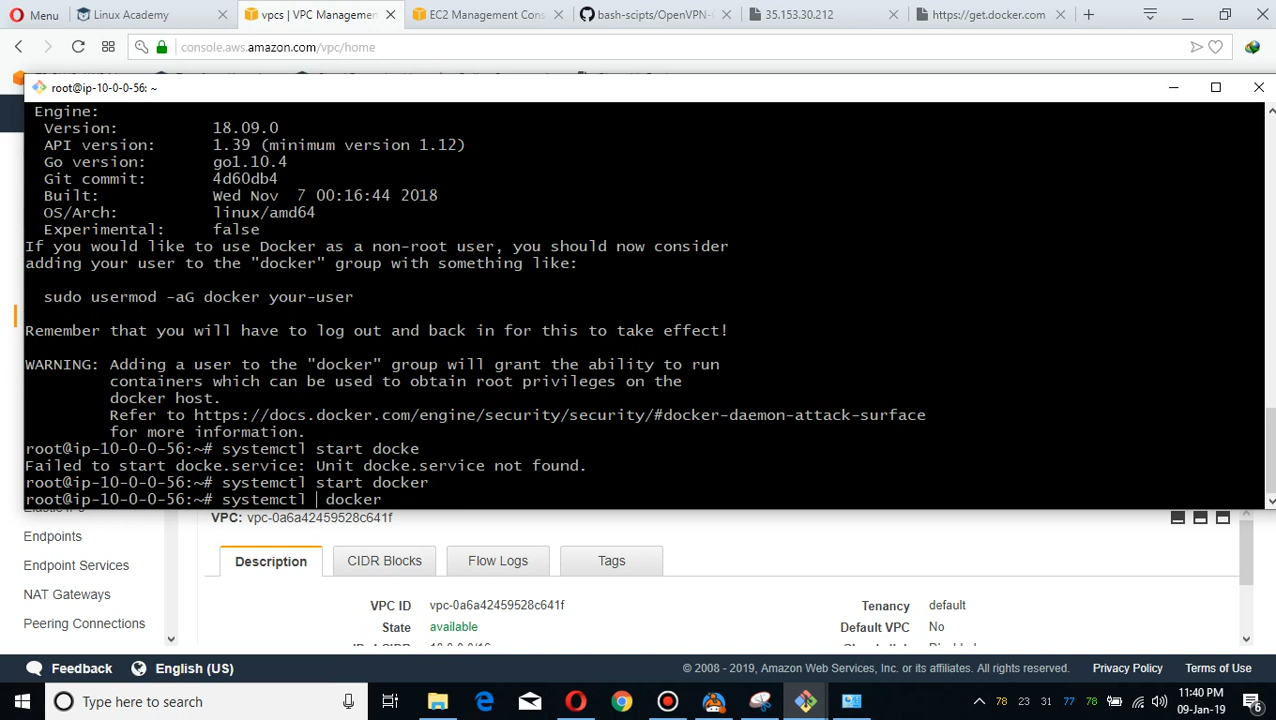 Menu
Linux Academy
vpcs | VPC Managemen
EC2 Management Cons
bash-scipts/OpenVPN-
35.153.30.212
https://get.docker.com
console.aws.amazon.com/vpc/home
root@ip-10-0-0-56: ~
Engine:
Version: 18.09.0
API version: 1.39 (minimum version 1.12)
Go version: go1.10.4
Git commit: 4d60db4
Built: Wed Nov 7 00:16:44 2018
OS/Arch: linux/amd64
Experimental: false
If you would like to use Docker as a non-root user, you should now consider
adding your user to the "docker" group with something like:
sudo usermod -aG docker your-user
Remember that you will have to log out and back in for this to take effect!
WARNING: Adding a user to the "docker" group will grant the ability to run
containers which can be used to obtain root privileges on the
docker host.
Refer to https://docs.docker.com/engine/security/security/#docker-daemon-attack-surface
for more information.
root@ip-10-0-0-56:~# systemctl start docke
Failed to start docke.service: Unit docke.service not found.
root@ip-10-0-0-56:~# systemctl start docker
root@ip-10-0-0-56:~# systemctl docker
VPC: vpc-0a6a42459528c641f
Endpoints
Endpoint Services
NAT Gateways
Peering Connections
Description
CIDR Blocks
Flow Logs
Tags
VPC ID vpc-0a6a42459528c641f
Tenancy default
State available
Default VPC No
Feedback
English (US)
© 2008 - 2019, Amazon Web Services, Inc. or its affiliates. All rights reserved.
Privacy Policy
Terms of Use
Type here to search
78 23 31 77 78
11:40 PM
09-Jan-19
6